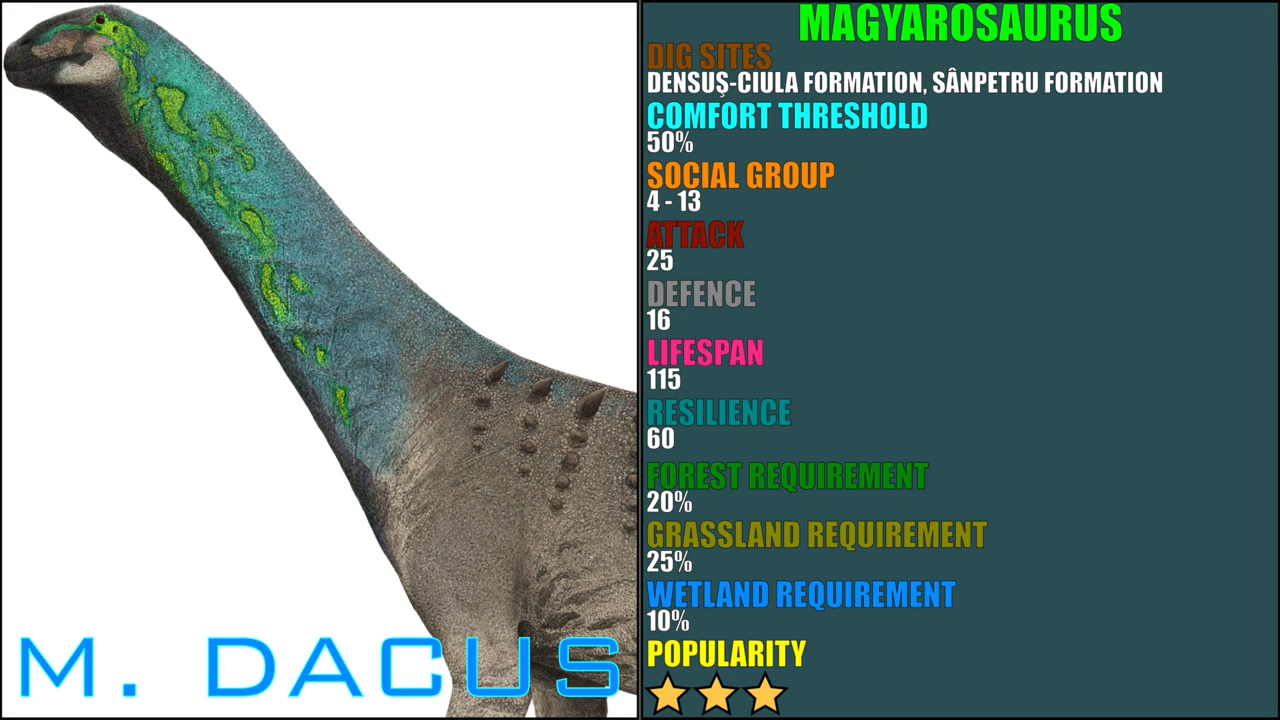 M. DACUS
MAGYAROSAURUS
DIG SITES
DENSUŞ-CIULA FORMATION, SÂNPETRU FORMATION
COMFORT THRESHOLD
50%
SOCIAL GROUP
4 - 13
ATTACK
25
DEFENCE
16
LIFESPAN
115
RESILIENCE
60
FOREST REQUIREMENT
20%
GRASSLAND REQUIREMENT
25%
WETLAND REQUIREMENT
10%
POPULARITY